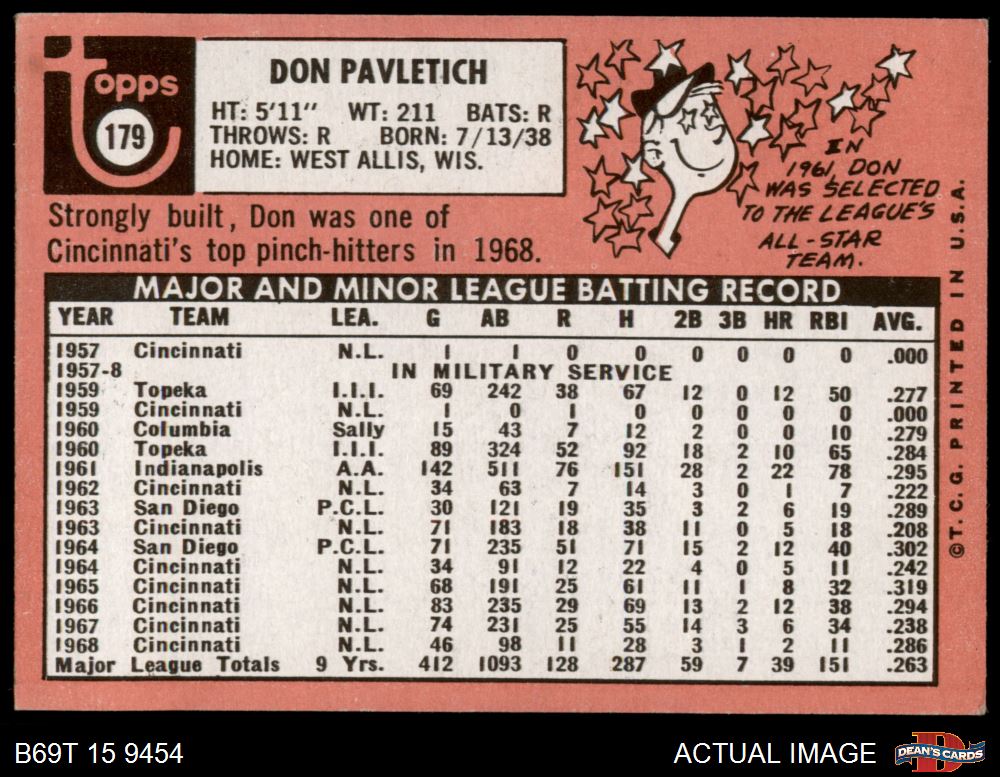 topps
179
DON PAVLETICH
HT: 5'11" WT: 211 BATS: R
THROWS: R BORN: 7/13/38
HOME: WEST ALLIS, WIS.
Strongly built, Don was one of
Cincinnati's top pinch-hitters in 1968.
IN
1961, DON
WAS SELECTED
TO THE LEAGUE'S
ALL-STAR
TEAM.
MAJOR AND MINOR LEAGUE BATTING RECORD
YEAR TEAM LEA. G AB R H 2B 3B HR RBI AVG.
1957 Cincinnati N.L. 1 1 0 0 0 0 0 0 .000
1957-8 IN MILITARY SERVICE
1959 Topeka I.I.I. 69 242 38 67 12 0 12 50 .277
1959 Cincinnati N.L. 1 0 1 0 0 0 0 0 .000
1960 Columbia Sally 15 43 7 12 2 0 0 10 .279
1960 Topeka I.I.I. 89 324 52 92 18 2 10 65 .284
1961 Indianapolis A.A. 142 511 76 151 28 2 22 78 .295
1962 Cincinnati N.L. 34 63 7 14 3 0 1 7 .222
1963 San Diego P.C.L. 30 121 19 35 3 2 6 19 .289
1963 Cincinnati N.L. 71 183 18 38 11 0 5 18 .208
1964 San Diego P.C.L. 71 235 51 71 15 2 12 40 .302
1964 Cincinnati N.L. 34 91 12 22 4 0 5 11 .242
1965 Cincinnati N.L. 68 191 25 61 11 1 8 32 .319
1966 Cincinnati N.L. 83 235 29 69 13 2 12 38 .294
1967 Cincinnati N.L. 74 231 25 55 14 3 6 34 .238
1968 Cincinnati N.L. 46 98 11 28 3 1 2 11 .286
Major League Totals 9 Yrs. 412 1093 128 287 59 7 39 151 .263
©T.C.G. PRINTED IN U.S.A.
B69T 15 9454
ACTUAL IMAGE
D
DEAN'S CARDS